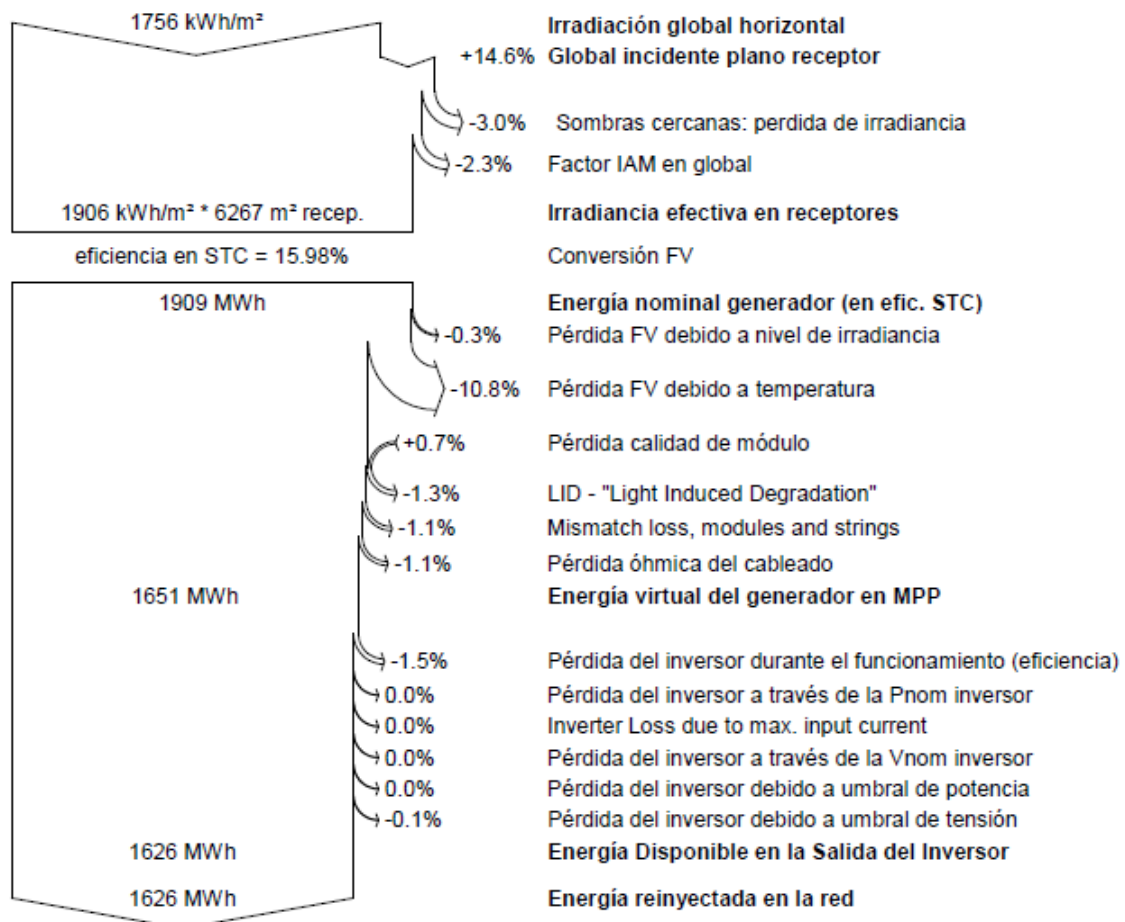 1756 kWh/m² Irradiación global horizontal
+14.6% Global incidente plano receptor
-3.0% Sombras cercanas: perdida de irradiancia
-2.3% Factor IAM en global
1906 kWh/m² * 6267 m² recep. Irradiancia efectiva en receptores
eficiencia en STC = 15.98% Conversión FV
1909 MWh Energía nominal generador (en efic. STC)
-0.3% Pérdida FV debido a nivel de irradiancia
-10.8% Pérdida FV debido a temperatura
+0.7% Pérdida calidad de módulo
-1.3% LID - "Light Induced Degradation"
-1.1% Mismatch loss, modules and strings
-1.1% Pérdida óhmica del cableado
1651 MWh Energía virtual del generador en MPP
-1.5% Pérdida del inversor durante el funcionamiento (eficiencia)
0.0% Pérdida del inversor a través de la Pnom inversor
0.0% Inverter Loss due to max. input current
0.0% Pérdida del inversor a través de la Vnom inversor
0.0% Pérdida del inversor debido a umbral de potencia
-0.1% Pérdida del inversor debido a umbral de tensión
1626 MWh Energía Disponible en la Salida del Inversor
1626 MWh Energía reinyectada en la red